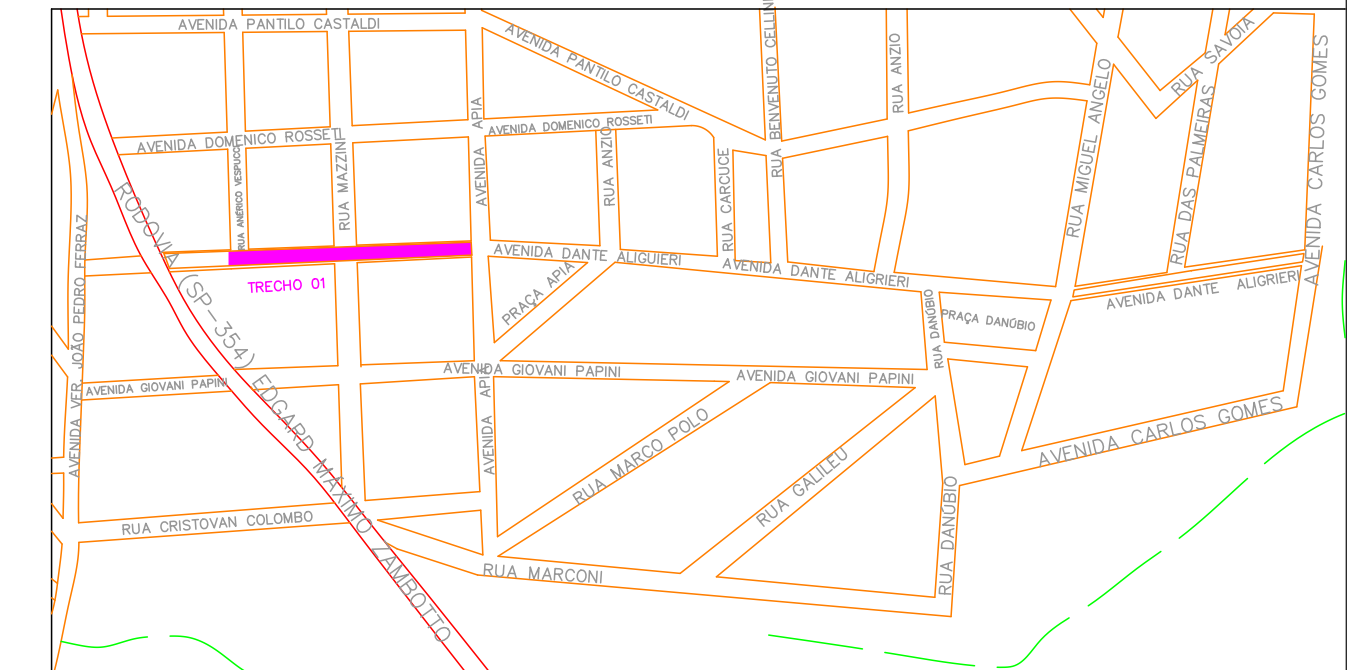 AVENIDA PANTILO CASTALDI
AVENIDA PANTILO CASTALDI
RUA BENVENUTO CELLINI
RUA ANZIO
RUA MIGUEL ANGELO
RUA SAVOIA
RUA DAS PALMEIRAS
AVENIDA CARLOS GOMES
AVENIDA DOMENICO ROSSETI
AVENIDA DOMENICO ROSSETI
RUA AMÉRICO VESPUCCI
RUA MAZZINI
AVENIDA APIA
RUA ANZIO
RUA CARCUCE
RODOVIA (SP-354) EDGARD MÁXIMO ZAMBOTTO
AVENIDA VER. JOÃO PEDRO FERRAZ
TRECHO 01
AVENIDA DANTE ALIGUIERI
AVENIDA DANTE ALIGRIERI
AVENIDA DANTE ALIGRIERI
PRAÇA APIA
RUA DANÚBIO
PRAÇA DANÚBIO
AVENIDA GIOVANI PAPINI
AVENIDA GIOVANI PAPINI
AVENIDA GIOVANI PAPINI
AVENIDA APIA
RUA MARCO POLO
RUA GALILEU
AVENIDA CARLOS GOMES
RUA CRISTOVAN COLOMBO
RUA MARCONI
RUA DANUBIO